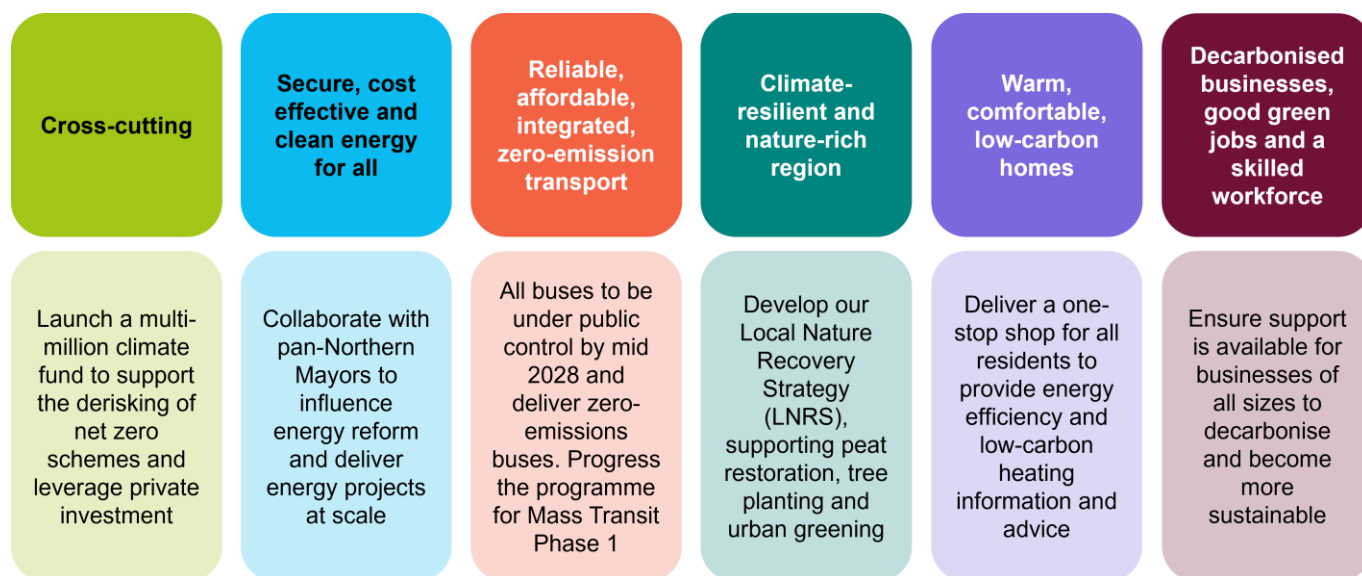 Cross-cutting
Secure, cost
effective and
clean energy
for all
Reliable,
affordable,
integrated,
zero-emission
transport
Climate-
resilient and
nature-rich
region
Warm,
comfortable,
low-carbon
homes
Decarbonised
businesses,
good green
jobs and a
skilled
workforce
Launch a multi-
million climate
fund to support
the derisking of
net zero
schemes and
leverage private
investment
Collaborate with
pan-Northern
Mayors to
influence
energy reform
and deliver
energy projects
at scale
All buses to be
under public
control by mid
2028 and
deliver zero-
emissions
buses. Progress
the programme
for Mass Transit
Phase 1
Develop our
Local Nature
Recovery
Strategy
(LNRS),
supporting peat
restoration, tree
planting and
urban greening
Deliver a one-
stop shop for all
residents to
provide energy
efficiency and
low-carbon
heating
information and
advice
Ensure support
is available for
businesses of
all sizes to
decarbonise
and become
more
sustainable